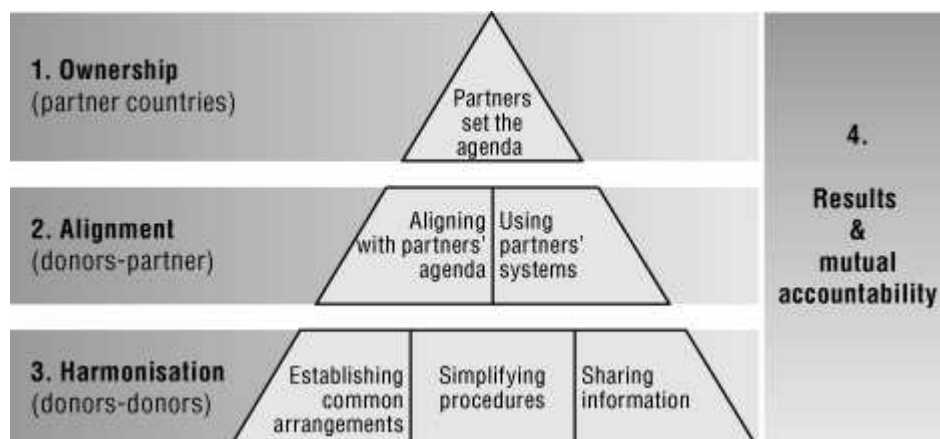 1. Ownership
(partner countries)
Partners
set the
agenda
2. Alignment
(donors-partner)
Aligning
with partners'
agenda
Using
partners'
systems
3. Harmonisation
(donors-donors)
Establishing
common
arrangements
Simplifying
procedures
Sharing
information
4.
Results
&
mutual
accountability